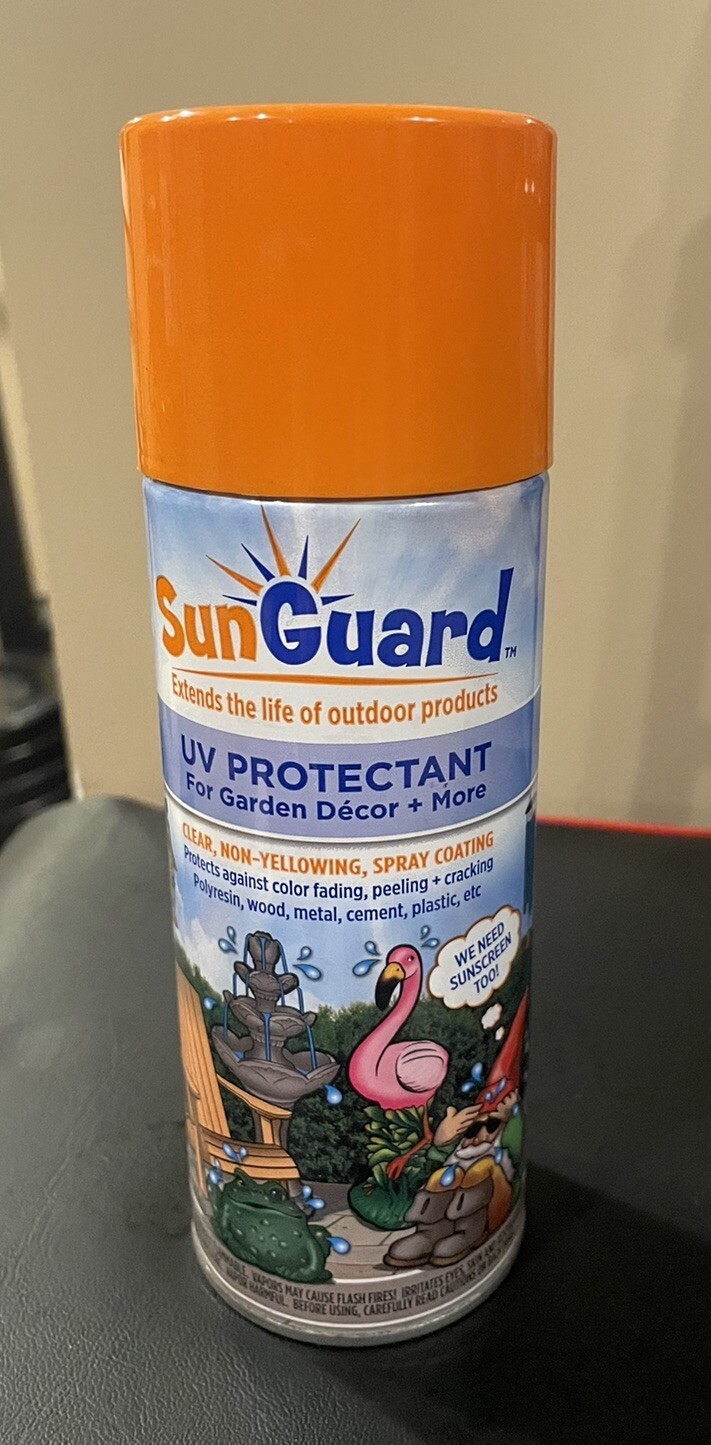 SunGuard™
Extends the life of outdoor products
UV PROTECTANT
For Garden Décor + More
CLEAR, NON-YELLOWING, SPRAY COATING
Protects against color fading, peeling + cracking
Polyresin, wood, metal, cement, plastic, etc
WE NEED
SUNSCREEN
TOO!
VAPORS MAY CAUSE FLASH FIRES! IRRITATES EYES, SKIN AND
VAPOR HARMFUL. BEFORE USING, CAREFULLY READ CAUTIONS ON